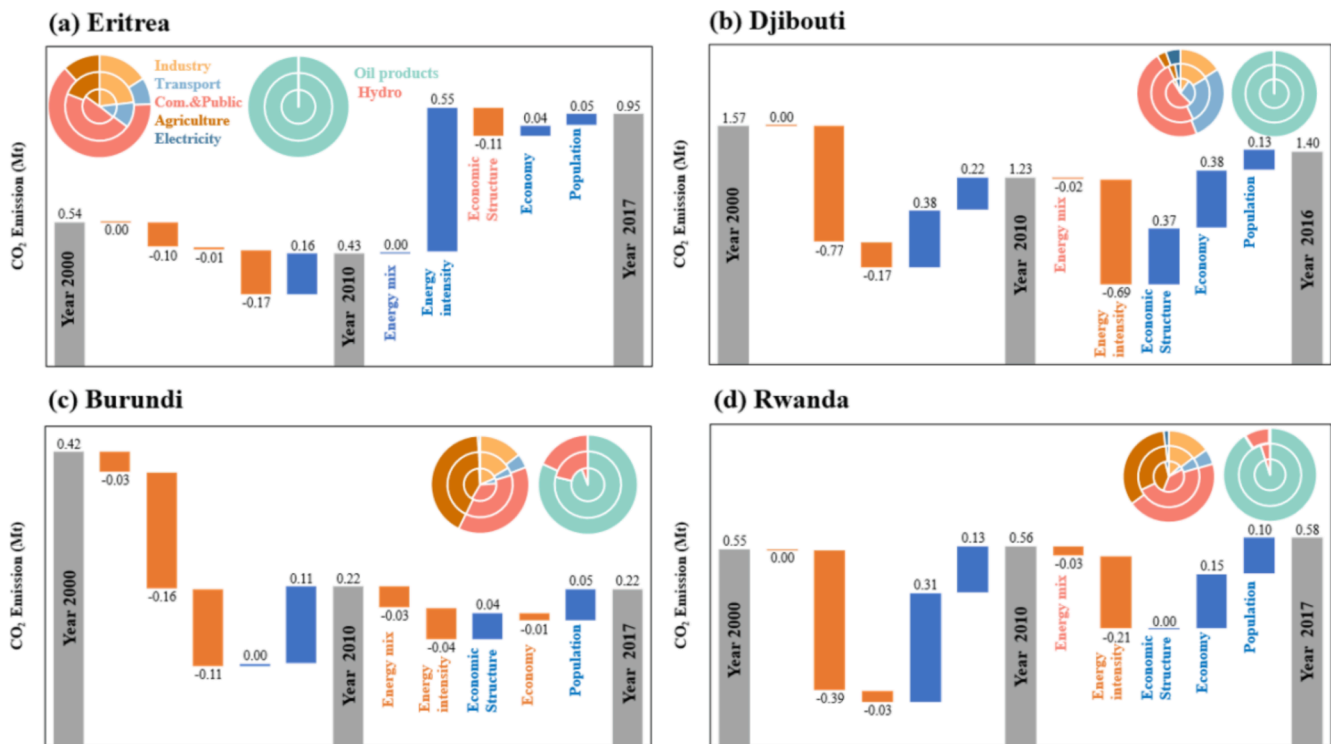 (a) Eritrea
Industry
Transport
Com.&Public
Agriculture
Electricity
Oil products
Hydro
CO₂ Emission (Mt)
0.54
0.00
-0.10
-0.01
-0.17
0.16
0.43
0.00
0.55
-0.11
0.04
0.05
0.95
Year 2000
Year 2010
Energy mix
Energy
intensity
Economic
Structure
Economy
Population
Year 2017
(b) Djibouti
CO₂ Emission (Mt)
1.57
0.00
-0.77
-0.17
0.38
0.22
1.23
-0.02
-0.69
0.37
0.38
0.13
1.40
Year 2000
Year 2010
Energy mix
Energy
intensity
Economic
Structure
Economy
Population
Year 2016
(c) Burundi
CO₂ Emission (Mt)
0.42
-0.03
-0.16
-0.11
0.00
0.11
0.22
-0.03
-0.04
0.04
-0.01
0.05
0.22
Year 2000
Year 2010
Energy mix
Energy
intensity
Economic
Structure
Economy
Population
Year 2017
(d) Rwanda
CO₂ Emission (Mt)
0.55
0.00
-0.39
-0.03
0.31
0.13
0.56
-0.03
-0.21
0.00
0.15
0.10
0.58
Year 2000
Year 2010
Energy mix
Energy
intensity
Economic
Structure
Economy
Population
Year 2017